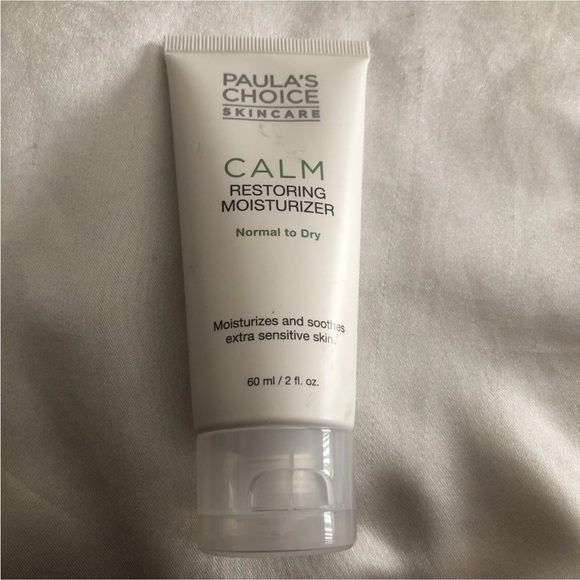 PAULA'S
CHOICE
SKINCARE
CALM
RESTORING
MOISTURIZER
Normal to Dry
Moisturizes and soothes
extra sensitive skin.
60 ml / 2 fl. oz.